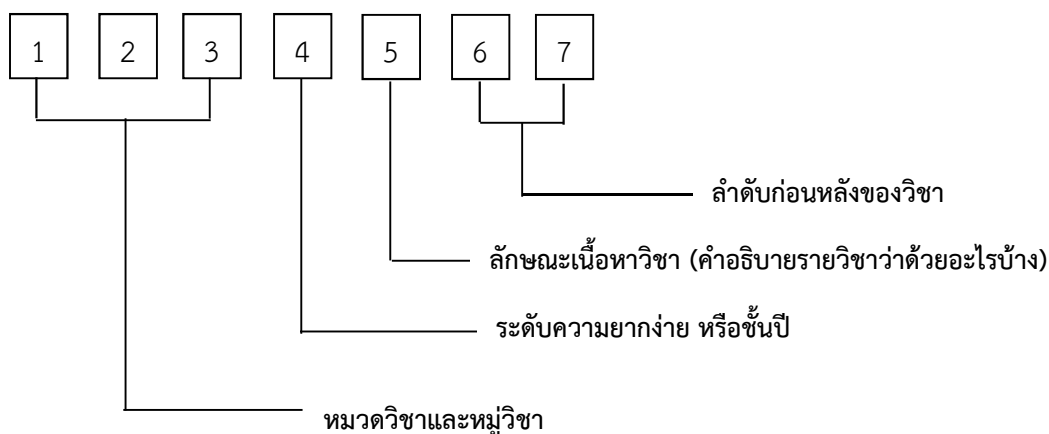 1 2 3 4 5 6 7
ลำดับก่อนหลังของวิชา
ลักษณะเนื้อหาวิชา (คำอธิบายรายวิชาว่าด้วยอะไรบ้าง)
ระดับความยากง่าย หรือชั้นปี
หมวดวิชาและหมู่วิชา